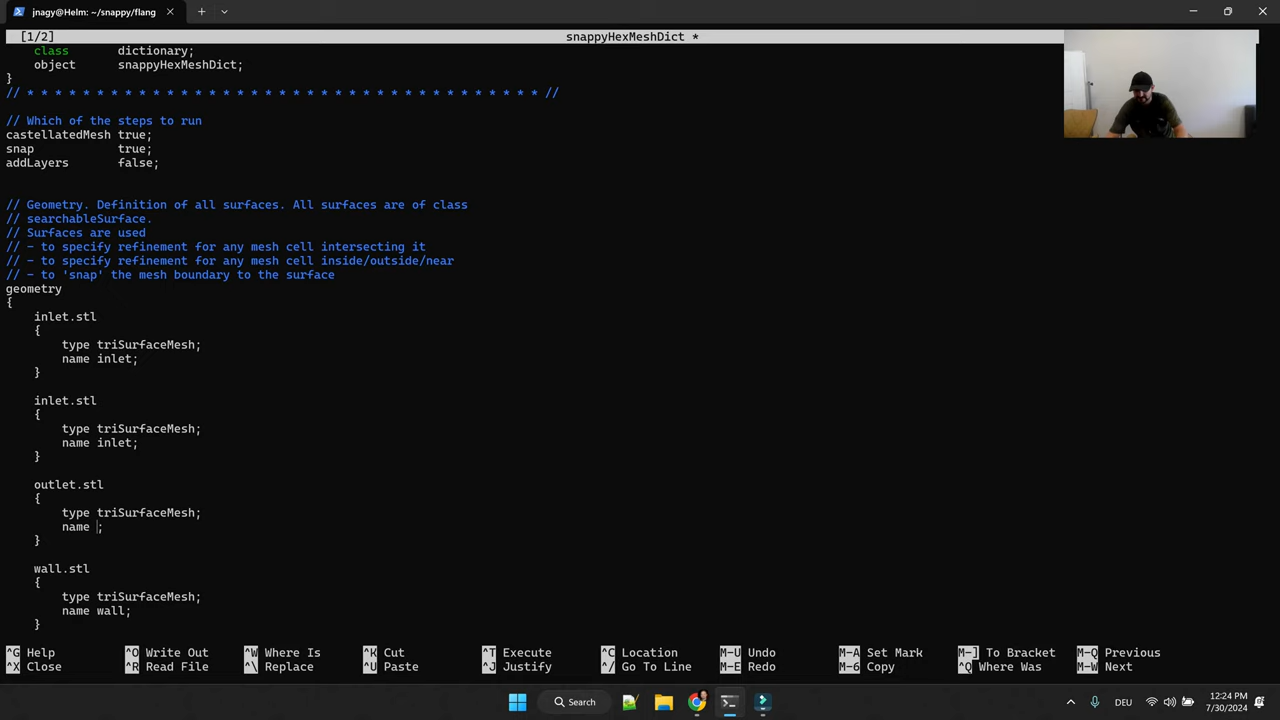 jnagy@Helm: ~/snappy/flang
[1/2] snappyHexMeshDict *
class dictionary;
object snappyHexMeshDict;
}
// * * * * * * * * * * * * * * * * * * * * * * * * * * * * * * * * * * * * * //
// Which of the steps to run
castellatedMesh true;
snap true;
addLayers false;
// Geometry. Definition of all surfaces. All surfaces are of class
// searchableSurface.
// Surfaces are used
// - to specify refinement for any mesh cell intersecting it
// - to specify refinement for any mesh cell inside/outside/near
// - to 'snap' the mesh boundary to the surface
geometry
{
inlet.stl
{
type triSurfaceMesh;
name inlet;
}
inlet.stl
{
type triSurfaceMesh;
name inlet;
}
outlet.stl
{
type triSurfaceMesh;
name ;
}
wall.stl
{
type triSurfaceMesh;
name wall;
}
^G Help ^O Write Out ^W Where Is ^K Cut ^T Execute ^C Location M-U Undo M-A Set Mark M-] To Bracket M-Q Previous
^X Close ^R Read File ^\ Replace ^U Paste ^J Justify ^/ Go To Line M-E Redo M-6 Copy ^Q Where Was M-W Next
Search DEU 12:24 PM
7/30/2024